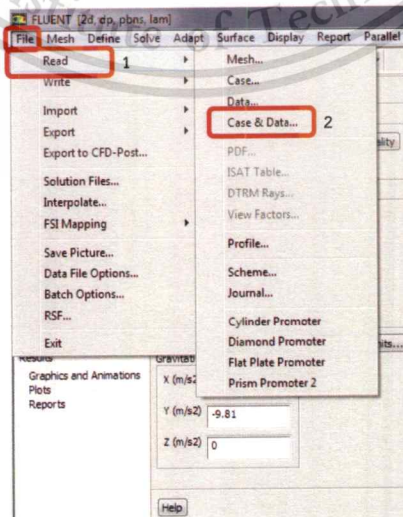 FLUENT [2d, dp, pbns, lam]
File Mesh Define Solve Adapt Surface Display Report Parallel
Read 1
Write
Import
Export
Export to CFD-Post...
Solution Files...
Interpolate...
FSI Mapping
Save Picture...
Data File Options...
Batch Options...
RSF...
Exit
Mesh...
Case...
Data...
Case & Data... 2
PDF...
ISAT Table...
DTRM Rays...
View Factors...
Profile...
Scheme...
Journal...
Cylinder Promoter
Diamond Promoter
Flat Plate Promoter
Prism Promoter 2
Results
Graphics and Animations
Plots
Reports
X (m/s2)
Y (m/s2) -9.81
Z (m/s2) 0
Help
of Tech